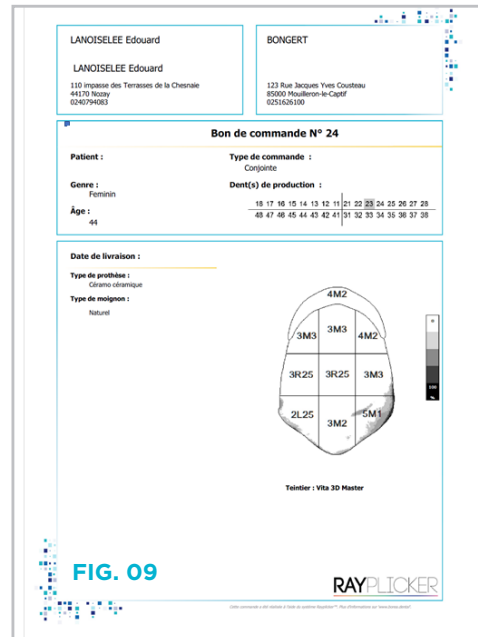 LANOISELEE Edouard
LANOISELEE Edouard
110 impasse des Terrasses de la Chesnaie
44170 Nozay
0240794083
BONGERT
123 Rue Jacques Yves Cousteau
85000 Mouilleron-le-Captif
0251626100
Bon de commande N° 24
Patient :
Type de commande :
Conjointe
Genre :
Feminin
Dent(s) de production :
18 17 16 15 14 13 12 11 21 22 23 24 25 26 27 28
48 47 46 45 44 43 42 41 31 32 33 34 35 36 37 38
Âge :
44
Date de livraison :
Type de prothèse :
Céramo céramique
Type de moignon :
Naturel
4M2
3M3 3M3 4M2
3R25 3R25 3M3
2L25 3M2 5M1
0
100
%
Teintier : Vita 3D Master
FIG. 09
RAYPLICKER